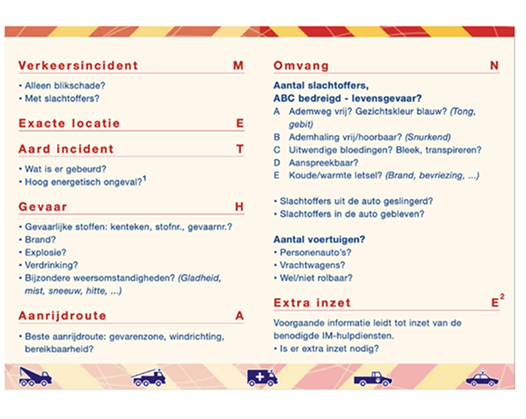 Verkeersincident M
• Alleen blikschade?
• Met slachtoffers?
Exacte locatie E
Aard incident T
• Wat is er gebeurd?
• Hoog energetisch ongeval?1
Gevaar H
• Gevaarlijke stoffen: kenteken, stofnr., gevaarnr.?
• Brand?
• Explosie?
• Verdrinking?
• Bijzondere weersomstandigheden? (Gladheid,
mist, sneeuw, hitte, ...)
Aanrijdroute A
• Beste aanrijdroute: gevarenzone, windrichting,
bereikbaarheid?
Omvang N
Aantal slachtoffers,
ABC bedreigd - levensgevaar?
A Ademweg vrij? Gezichtskleur blauw? (Tong,
gebit)
B Ademhaling vrij/hoorbaar? (Snurkend)
C Uitwendige bloedingen? Bleek, transpireren?
D Aanspreekbaar?
E Koude/warmte letsel? (Brand, bevriezing, ...)
• Slachtoffers uit de auto geslingerd?
• Slachtoffers in de auto gebleven?
Aantal voertuigen?
• Personenauto's?
• Vrachtwagens?
• Wel/niet rolbaar?
Extra inzet E2
Voorgaande informatie leidt tot inzet van de
benodigde IM-hulpdiensten.
• Is er extra inzet nodig?